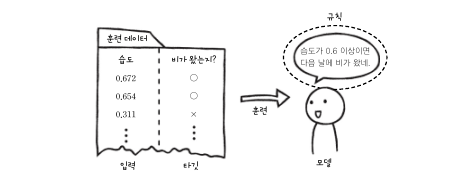 규칙
훈련 데이터
습도가 0.6 이상이면
다음 날에 비가 왔네.
습도 비가 왔는지?
0.672 ○
0.654 ○
0.311 ×
훈련
입력 타깃
모델